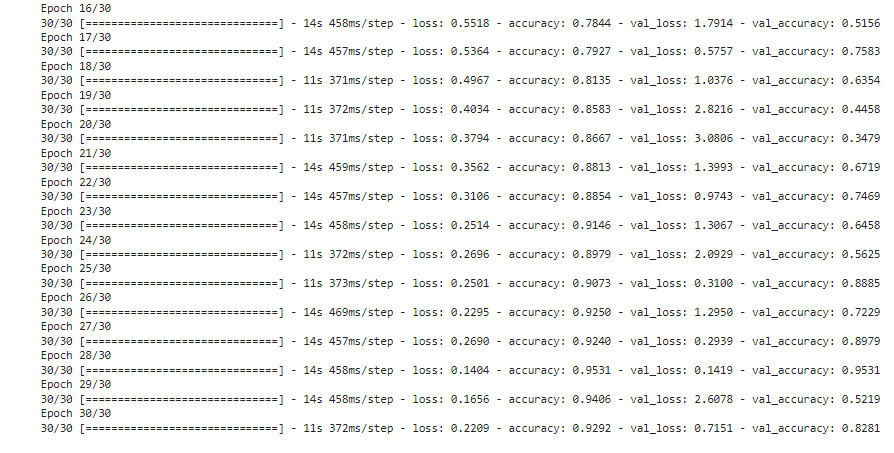 Epoch 16/30
30/30 [==============================] - 14s 458ms/step - loss: 0.5518 - accuracy: 0.7844 - val_loss: 1.7914 - val_accuracy: 0.5156
Epoch 17/30
30/30 [==============================] - 14s 457ms/step - loss: 0.5364 - accuracy: 0.7927 - val_loss: 0.5757 - val_accuracy: 0.7583
Epoch 18/30
30/30 [==============================] - 11s 371ms/step - loss: 0.4967 - accuracy: 0.8135 - val_loss: 1.0376 - val_accuracy: 0.6354
Epoch 19/30
30/30 [==============================] - 11s 372ms/step - loss: 0.4034 - accuracy: 0.8583 - val_loss: 2.8216 - val_accuracy: 0.4458
Epoch 20/30
30/30 [==============================] - 11s 371ms/step - loss: 0.3794 - accuracy: 0.8667 - val_loss: 3.0806 - val_accuracy: 0.3479
Epoch 21/30
30/30 [==============================] - 14s 459ms/step - loss: 0.3562 - accuracy: 0.8813 - val_loss: 1.3993 - val_accuracy: 0.6719
Epoch 22/30
30/30 [==============================] - 14s 457ms/step - loss: 0.3106 - accuracy: 0.8854 - val_loss: 0.9743 - val_accuracy: 0.7469
Epoch 23/30
30/30 [==============================] - 14s 458ms/step - loss: 0.2514 - accuracy: 0.9146 - val_loss: 1.3067 - val_accuracy: 0.6458
Epoch 24/30
30/30 [==============================] - 11s 372ms/step - loss: 0.2696 - accuracy: 0.8979 - val_loss: 2.0929 - val_accuracy: 0.5625
Epoch 25/30
30/30 [==============================] - 11s 373ms/step - loss: 0.2501 - accuracy: 0.9073 - val_loss: 0.3100 - val_accuracy: 0.8885
Epoch 26/30
30/30 [==============================] - 14s 469ms/step - loss: 0.2295 - accuracy: 0.9250 - val_loss: 1.2950 - val_accuracy: 0.7229
Epoch 27/30
30/30 [==============================] - 14s 457ms/step - loss: 0.2690 - accuracy: 0.9240 - val_loss: 0.2939 - val_accuracy: 0.8979
Epoch 28/30
30/30 [==============================] - 14s 458ms/step - loss: 0.1404 - accuracy: 0.9531 - val_loss: 0.1419 - val_accuracy: 0.9531
Epoch 29/30
30/30 [==============================] - 14s 458ms/step - loss: 0.1656 - accuracy: 0.9406 - val_loss: 2.6078 - val_accuracy: 0.5219
Epoch 30/30
30/30 [==============================] - 11s 372ms/step - loss: 0.2209 - accuracy: 0.9292 - val_loss: 0.7151 - val_accuracy: 0.8281